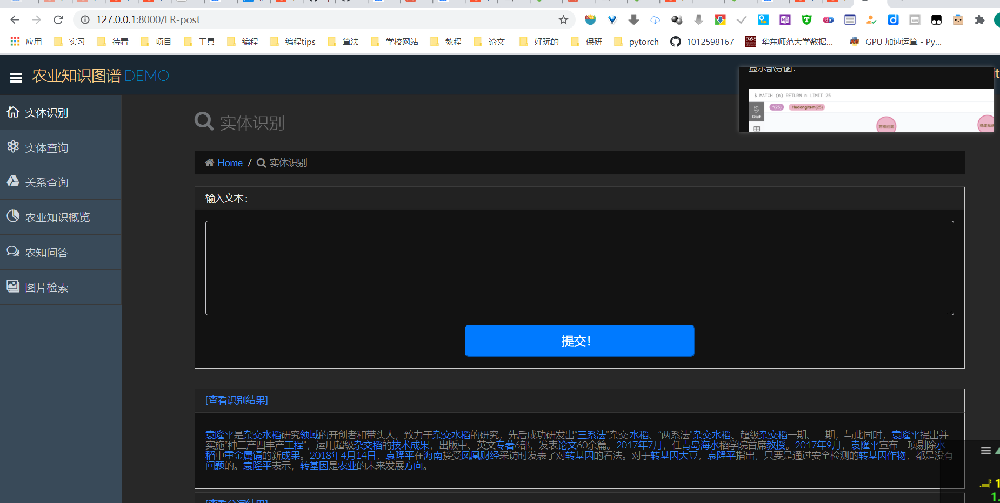 127.0.0.1:8000/ER-post
应用 实习 待看 项目 工具 编程 编程tips 算法 学校网站 教程 论文 好玩的 保研 pytorch 1012598167 华东师范大学数据... GPU 加速运算 - Py...
农业知识图谱 DEMO
显示部分图：
$ MATCH (n) RETURN n LIMIT 25
*(25) HudongItem(25)
Graph
实体识别
实体查询
关系查询
农业知识概览
农知问答
图片检索
实体识别
Home / 实体识别
输入文本：
提交！
[查看识别结果]
袁隆平是杂交水稻研究领域的开创者和带头人，致力于杂交水稻的研究，先后成功研发出“三系法”杂交 水稻、“两系法”杂交水稻、超级杂交稻一期、二期，与此同时，袁隆平提出并
实施“种三产四丰产工程”，运用超级杂交稻的技术成果，出版中、英文专著6部，发表论文60余篇。2017年7月，任青岛海水稻学院首席教授。2017年9月，袁隆平宣布一项剔除水
稻中重金属镉的新成果。2018年4月14日，袁隆平在海南接受凤凰财经采访时发表了对转基因的看法。对于转基因大豆，袁隆平指出，只要是通过安全检测的转基因作物，都是没有
问题的。袁隆平表示，转基因是农业的未来发展方向。
[查看分词结果]